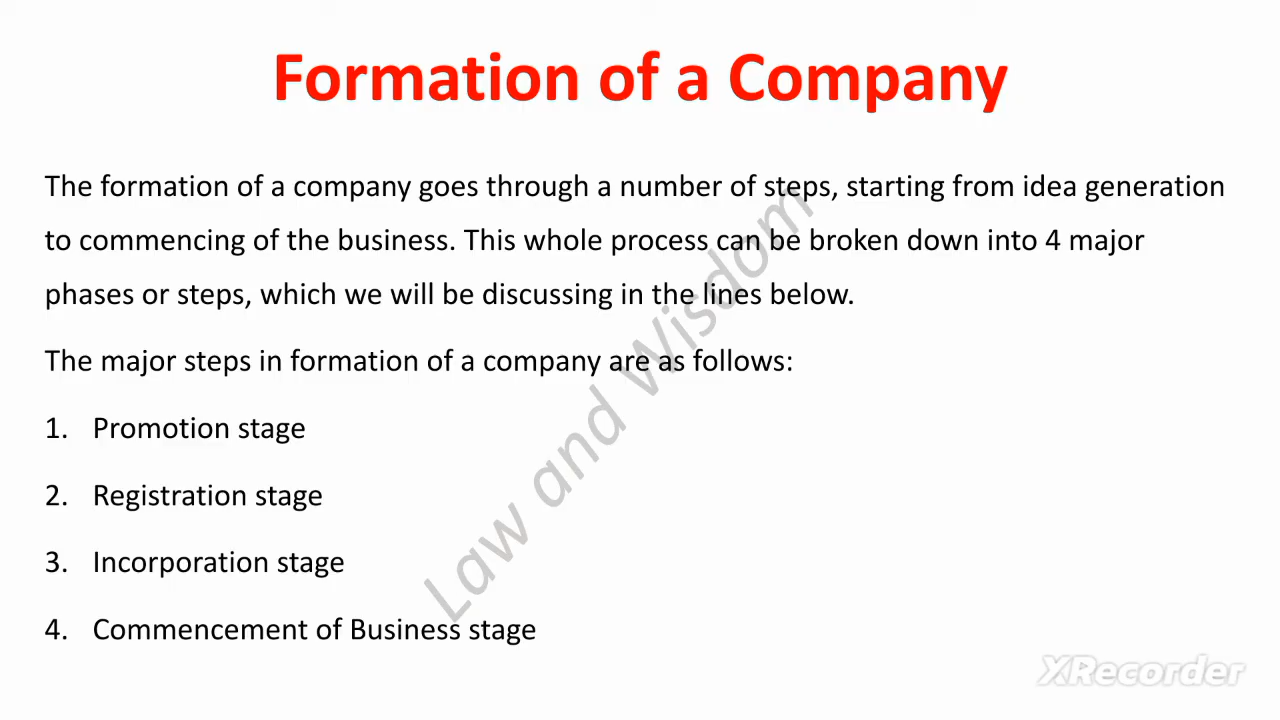 Formation of a Company
The formation of a company goes through a number of steps, starting from idea generation
to commencing of the business. This whole process can be broken down into 4 major
phases or steps, which we will be discussing in the lines below.
The major steps in formation of a company are as follows:
1. Promotion stage
2. Registration stage
3. Incorporation stage
4. Commencement of Business stage
Law and Wisdom
XRecorder